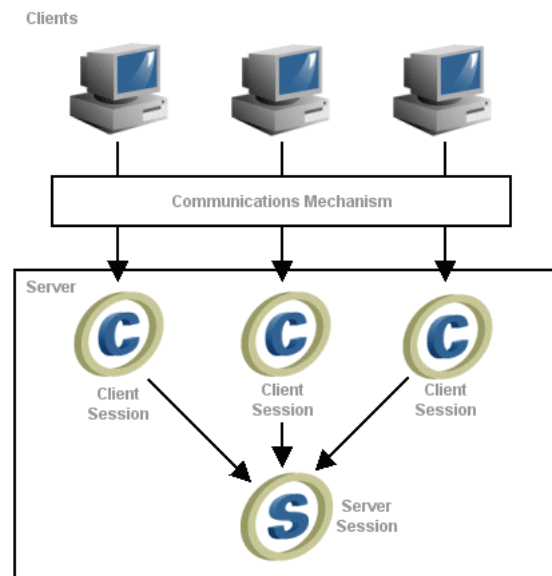 Clients
Communications Mechanism
Server
C
C
C
Client
Session
Client
Session
Client
Session
S
Server
Session